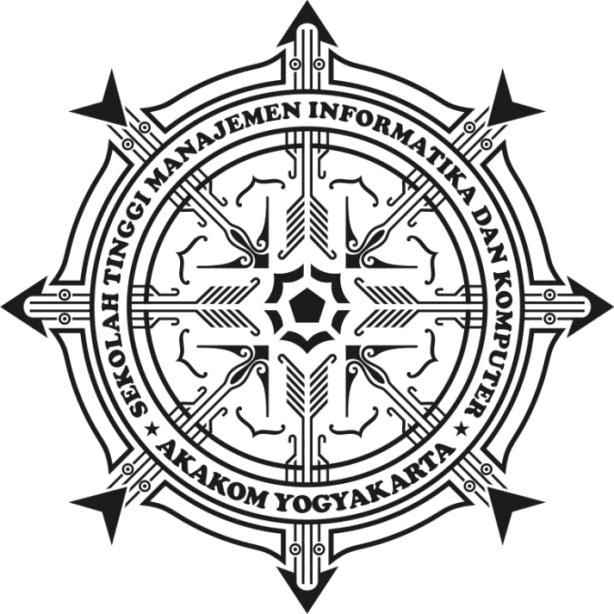 SEKOLAH TINGGI MANAJEMEN INFORMATIKA DAN KOMPUTER
AKAKOM YOGYAKARTA